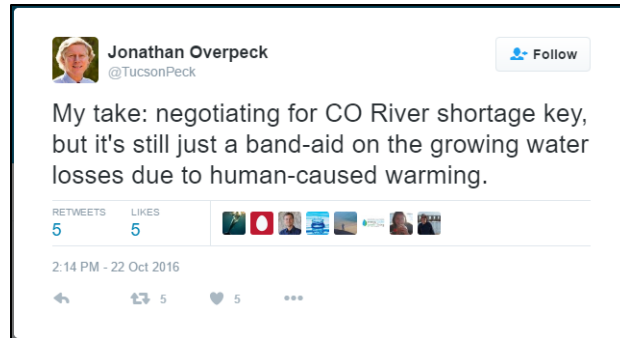 Jonathan Overpeck
@TucsonPeck
Follow
My take: negotiating for CO River shortage key,
but it's still just a band-aid on the growing water
losses due to human-caused warming.
RETWEETS LIKES
5 5
2:14 PM - 22 Oct 2016
5 5